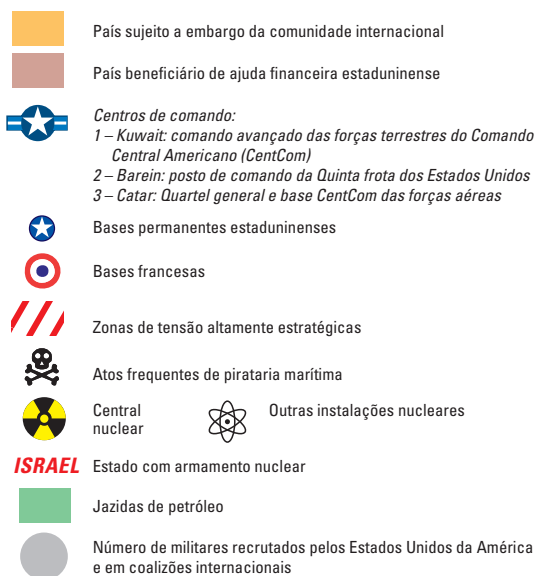 País sujeito a embargo da comunidade internacional
País beneficiário de ajuda financeira estaduninense
Centros de comando:
1 – Kuwait: comando avançado das forças terrestres do Comando
Central Americano (CentCom)
2 – Barein: posto de comando da Quinta frota dos Estados Unidos
3 – Catar: Quartel general e base CentCom das forças aéreas
Bases permanentes estaduninenses
Bases francesas
Zonas de tensão altamente estratégicas
Atos frequentes de pirataria marítima
Central
nuclear
Outras instalações nucleares
ISRAEL Estado com armamento nuclear
Jazidas de petróleo
Número de militares recrutados pelos Estados Unidos da América
e em coalizões internacionais